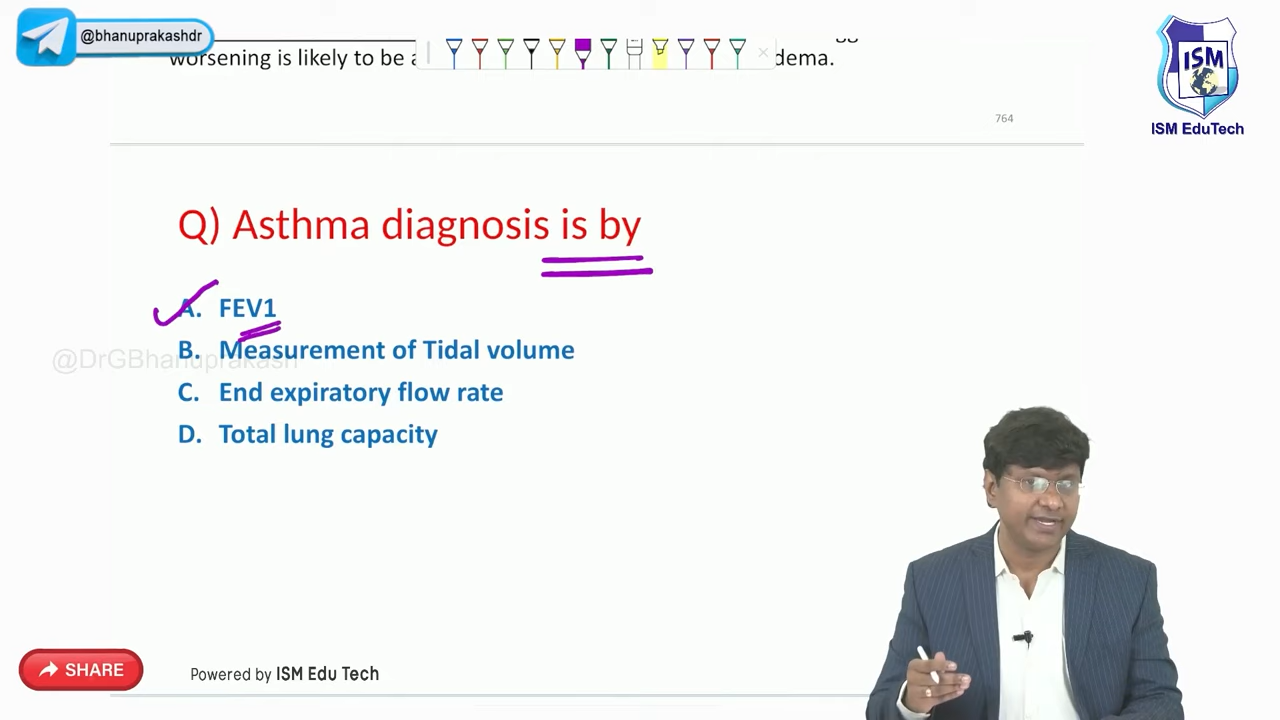 @bhanuprakashdr
worsening is likely to be a
dema.
ISM
ISM EduTech
764
Q) Asthma diagnosis is by
A. FEV1
B. Measurement of Tidal volume
@DrGBhanuprakash
C. End expiratory flow rate
D. Total lung capacity
SHARE
Powered by ISM Edu Tech